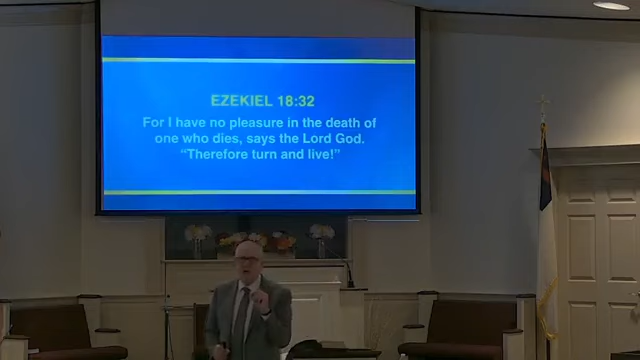 EZEKIEL 18:32
For I have no pleasure in the death of
one who dies, says the Lord God.
“Therefore turn and live!”